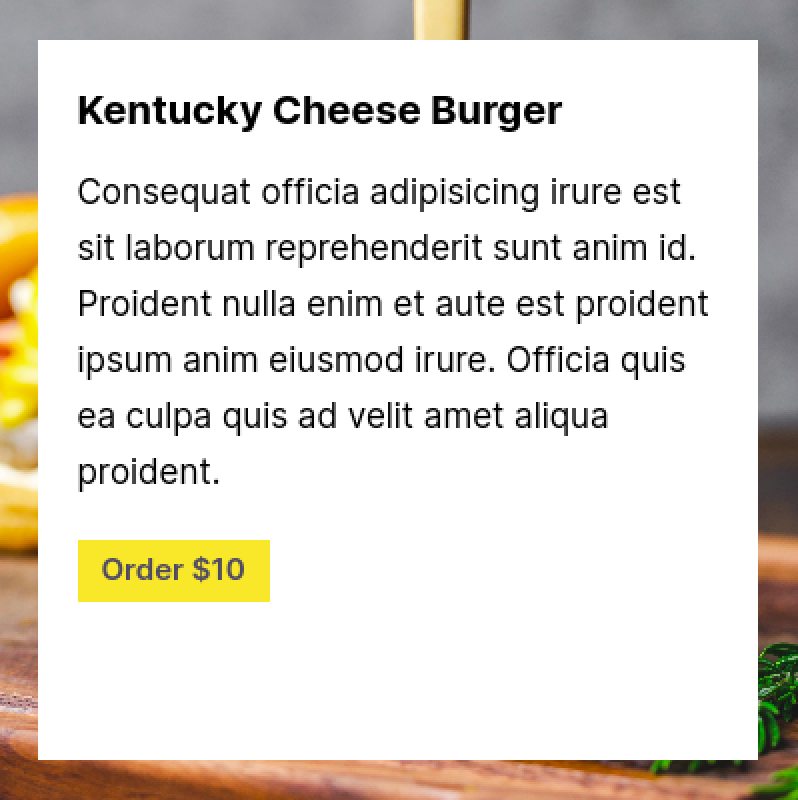 Kentucky Cheese Burger
Consequat officia adipisicing irure est
sit laborum reprehenderit sunt anim id.
Proident nulla enim et aute est proident
ipsum anim eiusmod irure. Officia quis
ea culpa quis ad velit amet aliqua
proident.
Order $10